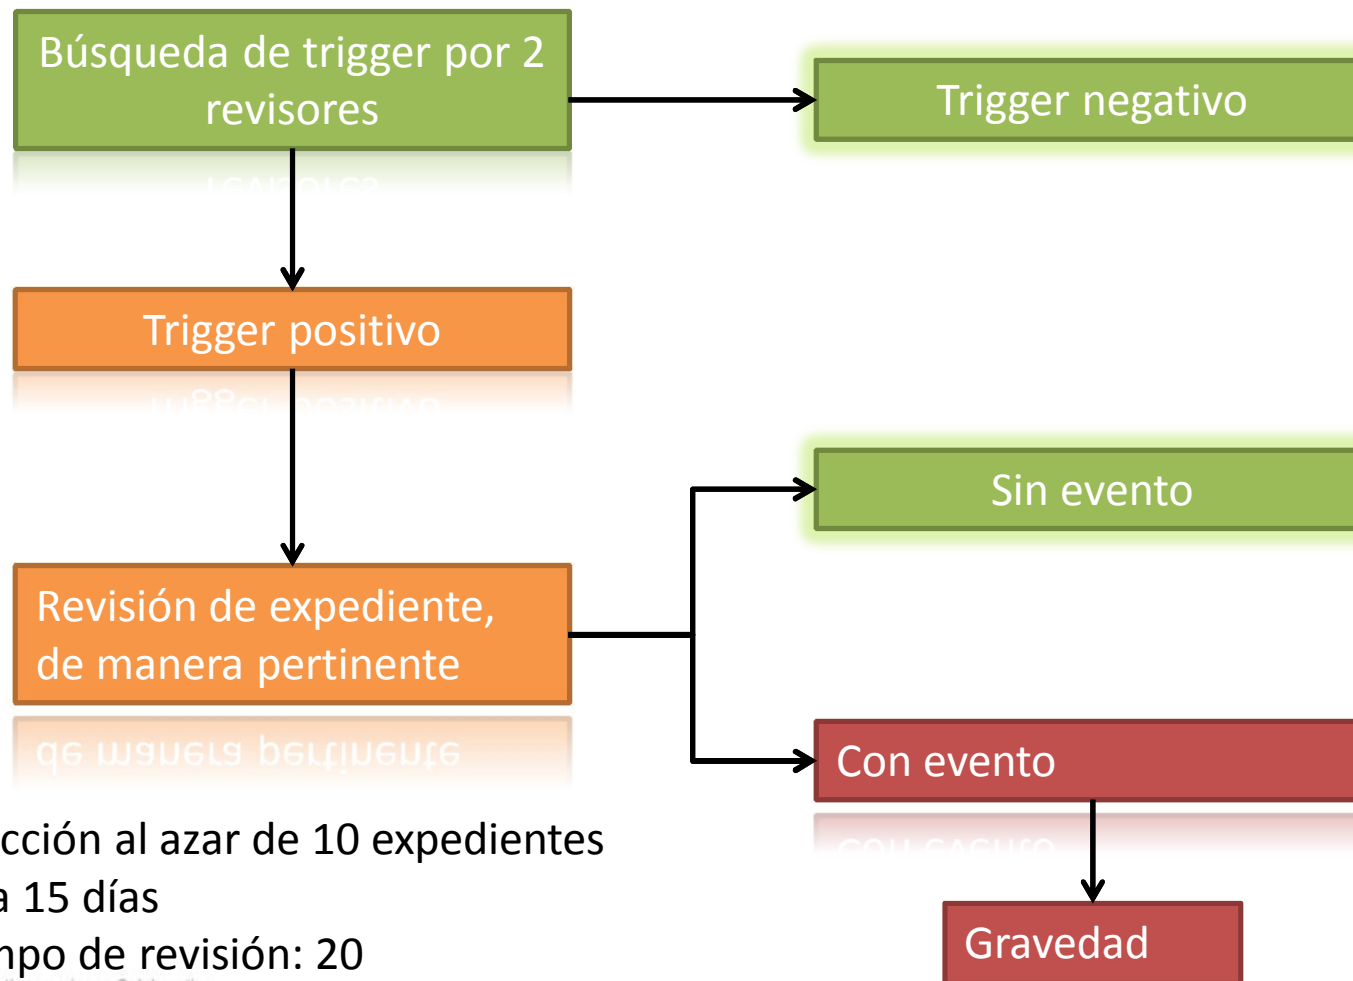 Búsqueda de trigger por 2
revisores
Trigger negativo
Trigger positivo
Sin evento
Revisión de expediente,
de manera pertinente
Con evento
cción al azar de 10 expedientes
a 15 días
mpo de revisión: 20
Gravedad